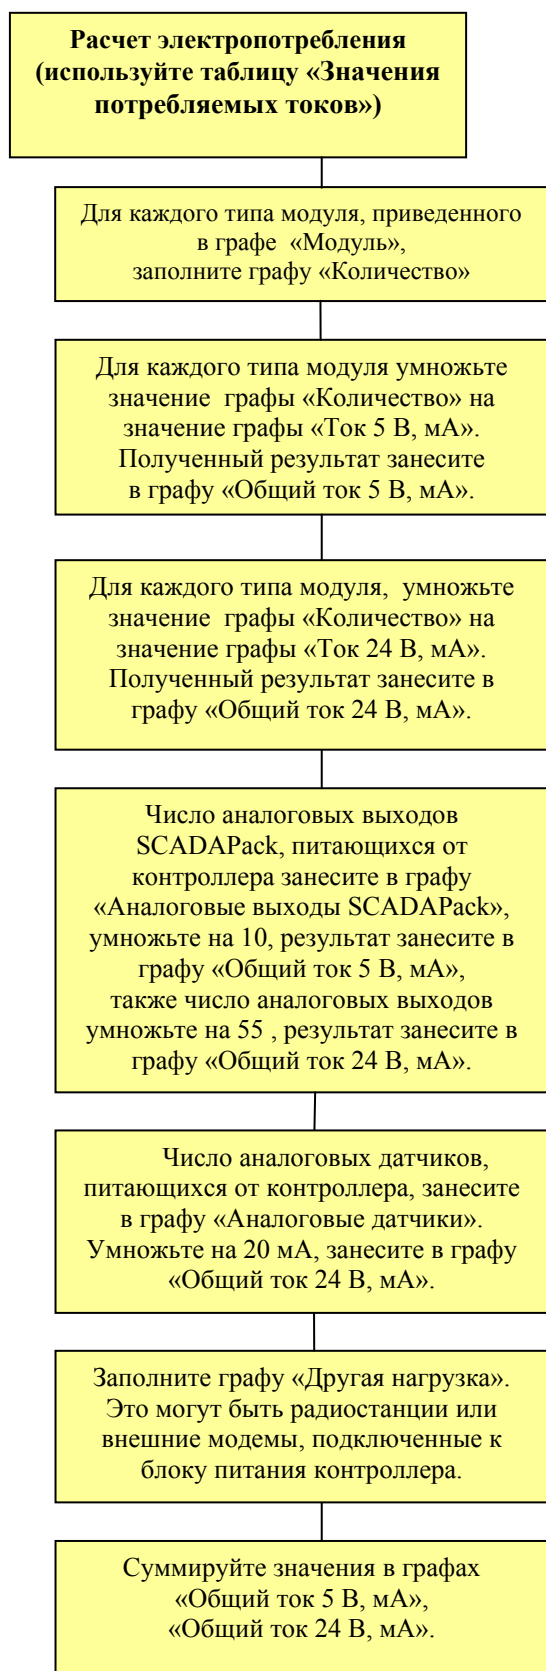 Расчет электропотребления
(используйте таблицу «Значения
потребляемых токов»)
Для каждого типа модуля, приведенного
в графе «Модуль»,
заполните графу «Количество»
Для каждого типа модуля умножьте
значение графы «Количество» на
значение графы «Ток 5 В, мА».
Полученный результат занесите
в графу «Общий ток 5 В, мА».
Для каждого типа модуля, умножьте
значение графы «Количество» на
значение графы «Ток 24 В, мА».
Полученный результат занесите в
графу «Общий ток 24 В, мА».
Число аналоговых выходов
SCADAPack, питающихся от
контроллера занесите в графу
«Аналоговые выходы SCADAPack»,
умножьте на 10, результат занесите в
графу «Общий ток 5 В, мА»,
также число аналоговых выходов
умножьте на 55 , результат занесите в
графу «Общий ток 24 В, мА».
Число аналоговых датчиков,
питающихся от контроллера, занесите
в графу «Аналоговые датчики».
Умножьте на 20 мА, занесите в графу
«Общий ток 24 В, мА».
Заполните графу «Другая нагрузка».
Это могут быть радиостанции или
внешние модемы, подключенные к
блоку питания контроллера.
Суммируйте значения в графах
«Общий ток 5 В, мА»,
«Общий ток 24 В, мА».